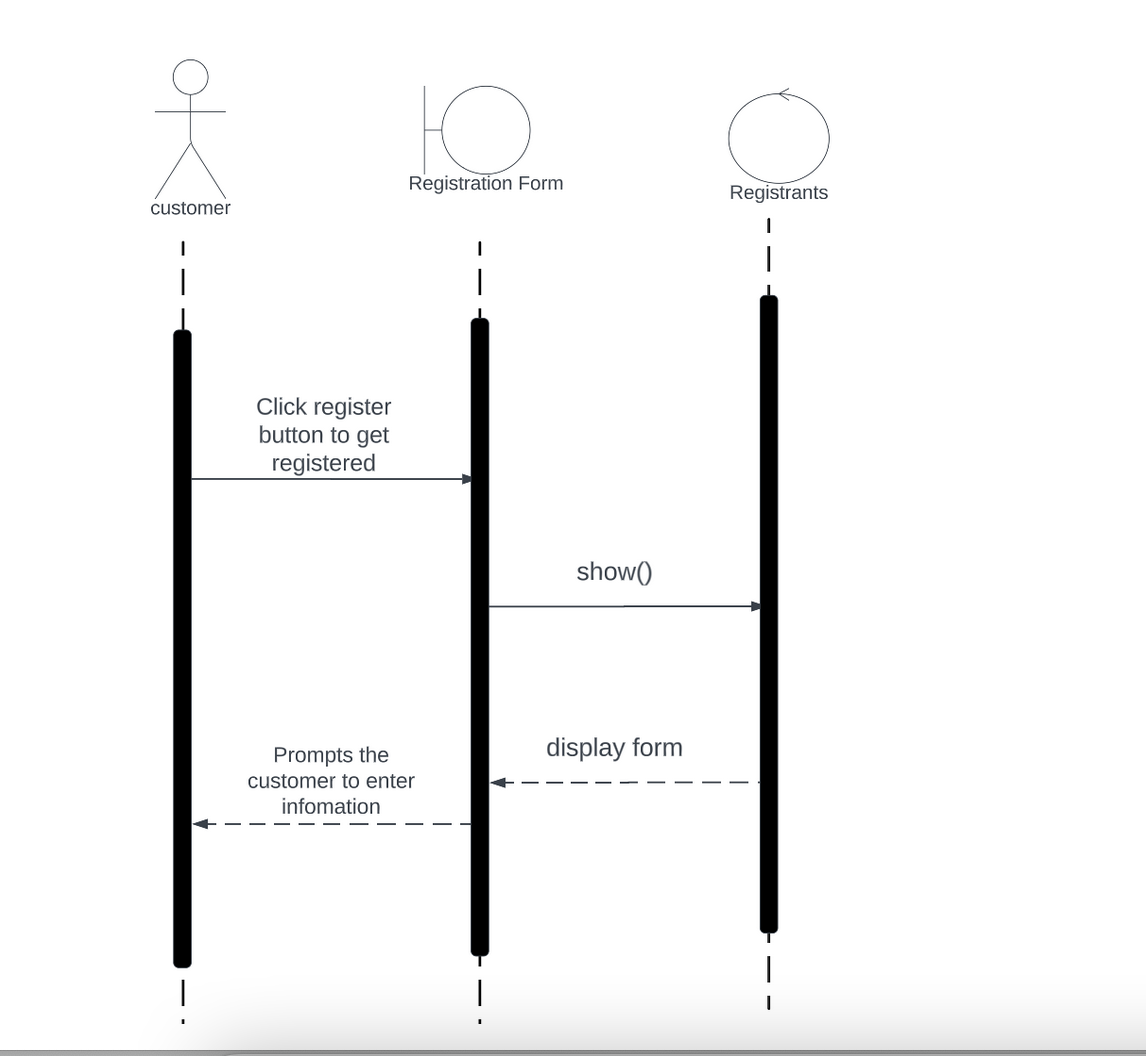 customer
Registration Form
Registrants
Click register
button to get
registered
show()
display form
Prompts the
customer to enter
infomation